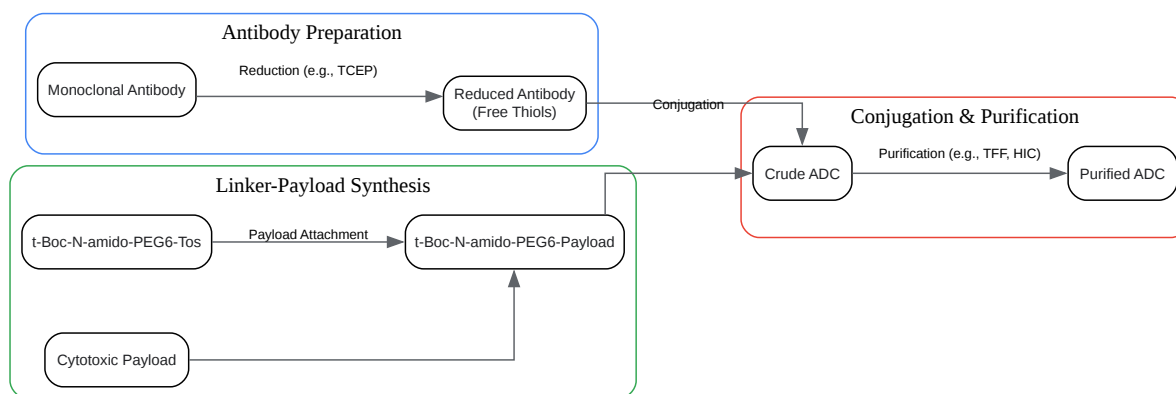 Antibody Preparation
Monoclonal Antibody
Reduction (e.g., TCEP)
Reduced Antibody
(Free Thiols)
Conjugation
Linker-Payload Synthesis
t-Boc-N-amido-PEG6-Tos
Payload Attachment
t-Boc-N-amido-PEG6-Payload
Cytotoxic Payload
Conjugation & Purification
Crude ADC
Purification (e.g., TFF, HIC)
Purified ADC